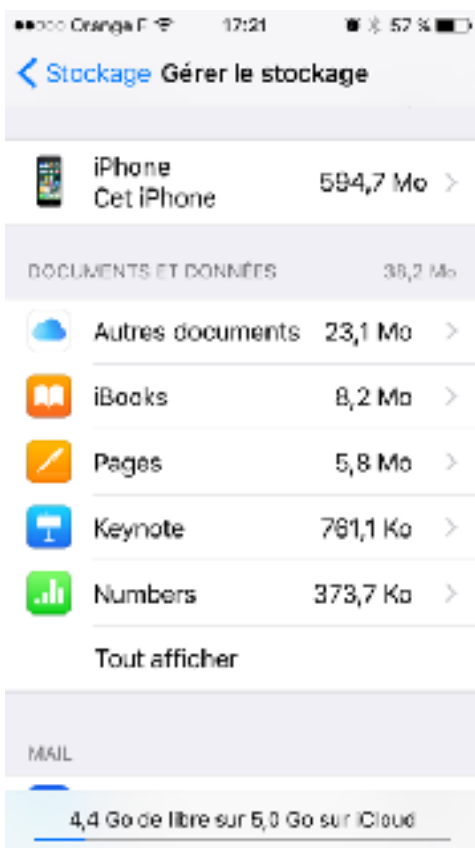 Orange F 17:21 57 %
Stockage Gérer le stockage
iPhone
Cet iPhone
594,7 Mo
DOCUMENTS ET DONNÉES 38,2 Mo
Autres documents 23,1 Mo
iBooks 8,2 Mo
Pages 5,8 Mo
Keynote 761,1 Ko
Numbers 373,7 Ko
Tout afficher
MAIL
4,4 Go de libre sur 5,0 Go sur iCloud